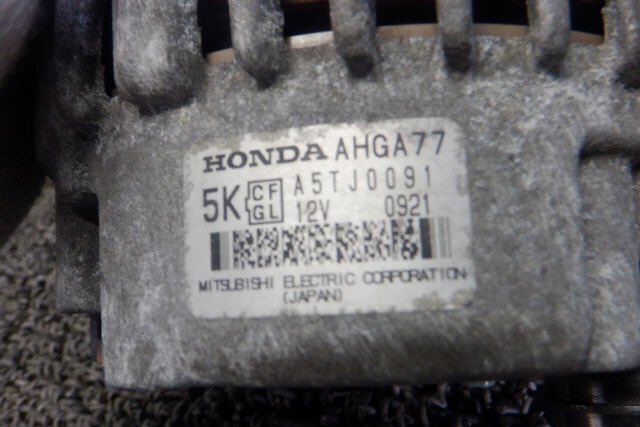 HONDA AHGA77
5K CF GL A5TJ0091
12V 0921
MITSUBISHI ELECTRIC CORPORATION
(JAPAN)